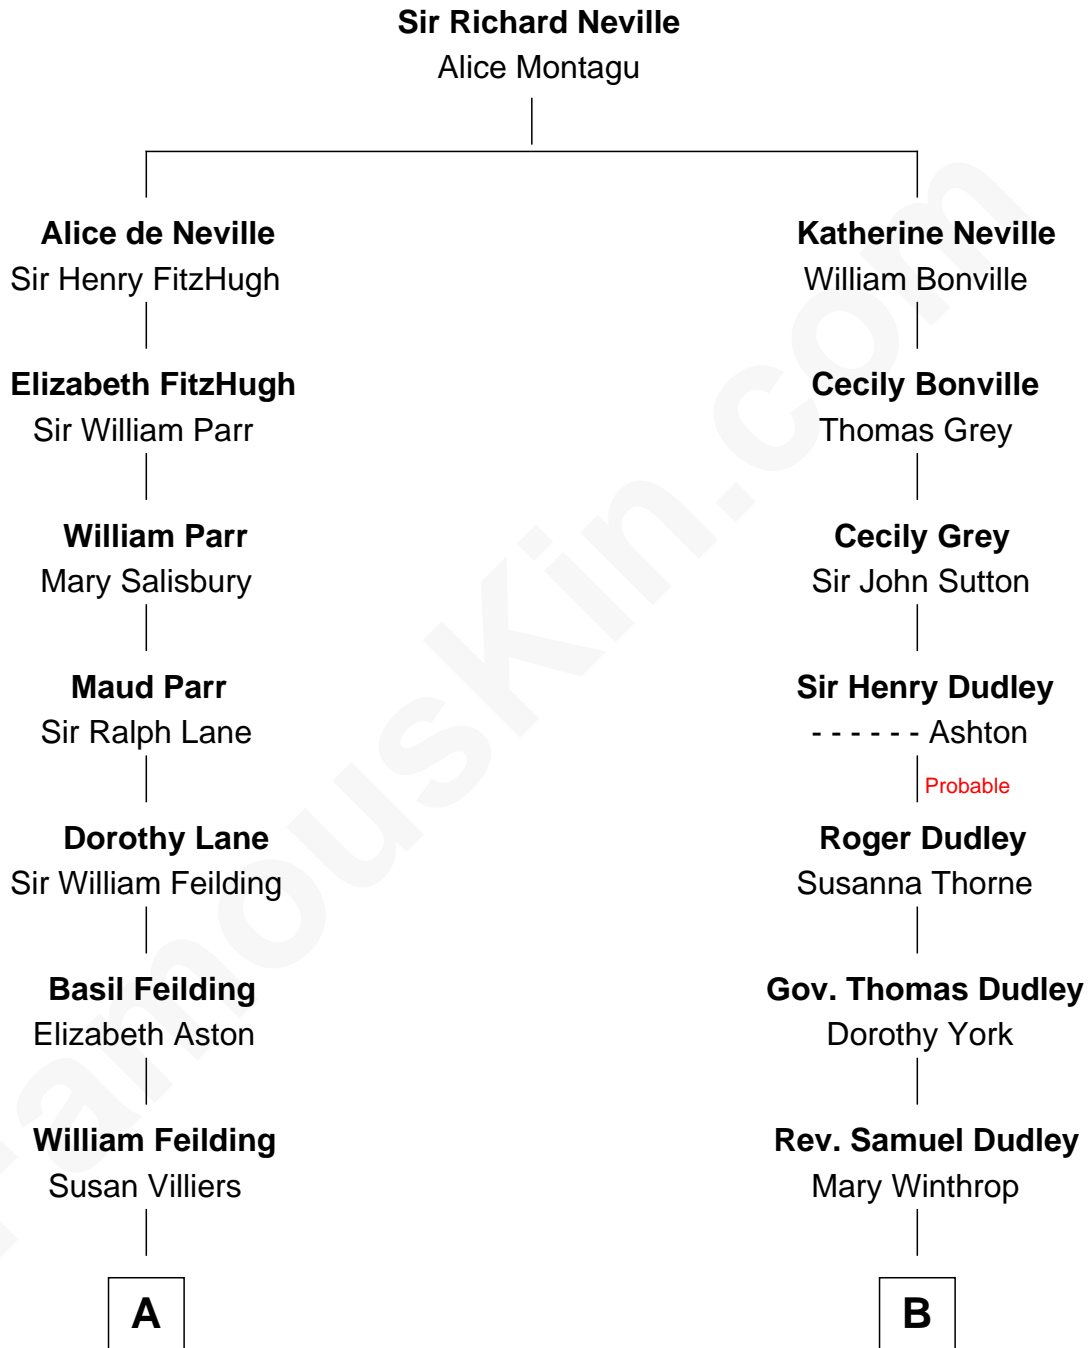 Sir Richard Neville
Alice Montagu
Alice de Neville
Sir Henry FitzHugh
Katherine Neville
William Bonville
Elizabeth FitzHugh
Sir William Parr
Cecily Bonville
Thomas Grey
William Parr
Mary Salisbury
Cecily Grey
Sir John Sutton
Maud Parr
Sir Ralph Lane
Sir Henry Dudley
- - - - - - Ashton
Probable
Dorothy Lane
Sir William Feilding
Roger Dudley
Susanna Thorne
Basil Feilding
Elizabeth Aston
Gov. Thomas Dudley
Dorothy York
William Feilding
Susan Villiers
Rev. Samuel Dudley
Mary Winthrop
A
B
FamousKin.com